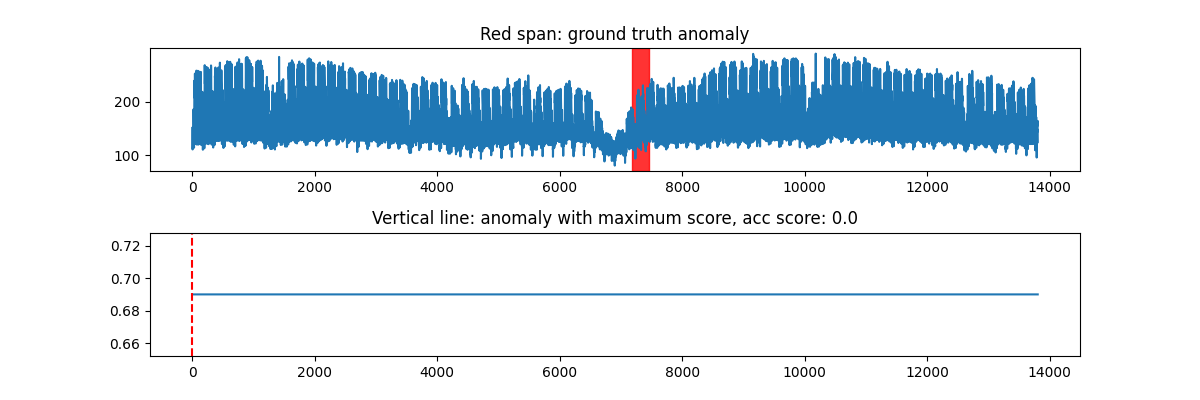 Red span: ground truth anomaly
200
100
0 2000 4000 6000 8000 10000 12000 14000
Vertical line: anomaly with maximum score, acc score: 0.0
0.72
0.70
0.68
0.66
0 2000 4000 6000 8000 10000 12000 14000